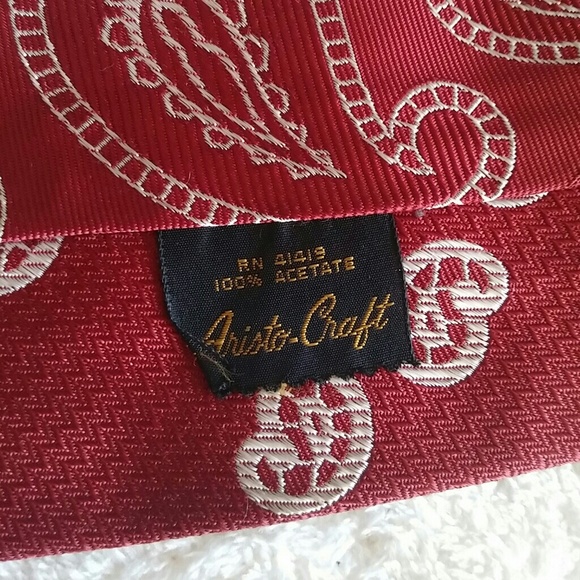 RN 41419
100% ACETATE
Aristo-Craft